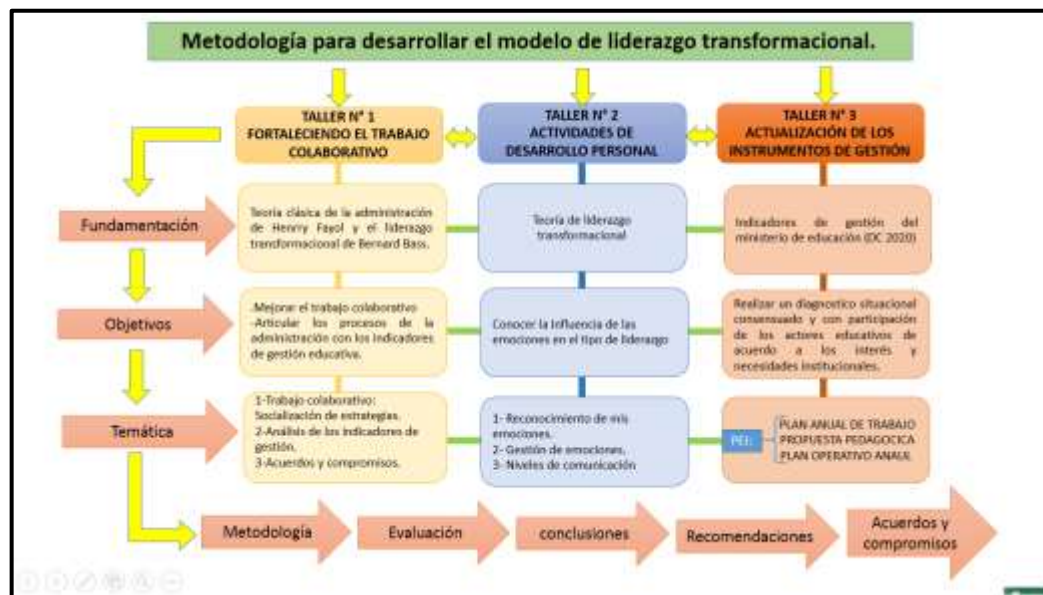 Metodología para desarrollar el modelo de liderazgo transformacional.
TALLER N° 1
FORTALECIENDO EL TRABAJO
COLABORATIVO
TALLER N° 2
ACTIVIDADES DE
DESARROLLO PERSONAL
TALLER N° 3
ACTUALIZACIÓN DE LOS
INSTRUMENTOS DE GESTIÓN
Fundamentación
Teoría clásica de la administración
de Henrry Fayol y el liderazgo
transformacional de Bernard Bass.
Teoría de liderazgo
transformacional
Indicadores de gestión del
ministerio de educación (DC 2020)
Objetivos
-Mejorar el trabajo colaborativo
-Articular los procesos de la
administración con los indicadores
de gestión educativa.
Conocer la Influencia de las
emociones en el tipo de liderazgo
Realizar un diagnostico situacional
consensuado y con participación
de los actores educativos de
acuerdo a los interés y
necesidades institucionales.
Temática
1-Trabajo colaborativo:
Socialización de estrategias.
2-Análisis de los indicadores de
gestión.
3-Acuerdos y compromisos.
1- Reconocimiento de mis
emociones.
2- Gestión de emociones.
3- Niveles de comunicación
PEI:
PLAN ANUAL DE TRABAJO
PROPUESTA PEDAGOCICA
PLAN OPERATIVO ANAUL
Metodología
Evaluación
conclusiones
Recomendaciones
Acuerdos y
compromisos